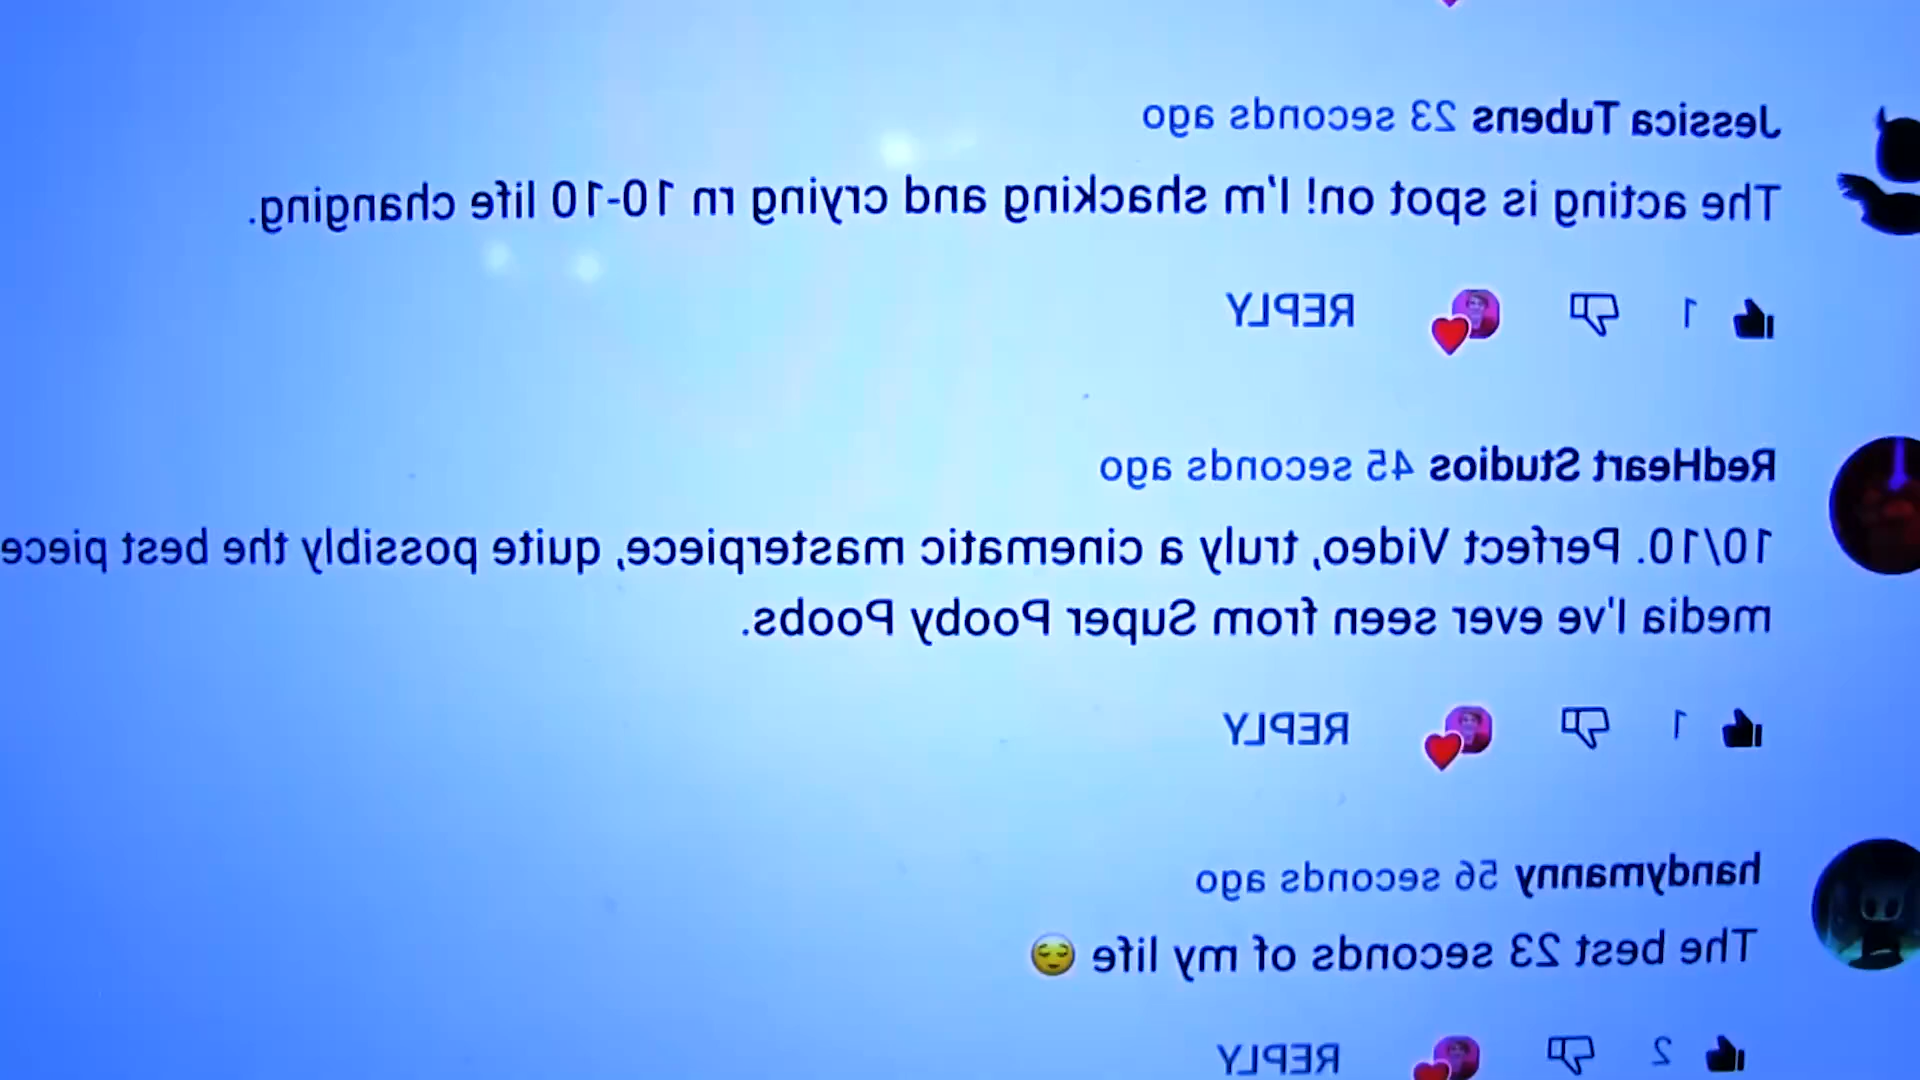 Jessica Tubens 23 seconds ago
The acting is spot on! I'm shacking and crying rn 10-10 life changing.
1 REPLY
RedHeart Studios 45 seconds ago
10/10. Perfect Video, truly a cinematic masterpiece, quite possibly the best piece
media I've ever seen from Super Pooby Poobs.
1 REPLY
handymanny 56 seconds ago
The best 23 seconds of my life 😌
2 REPLY